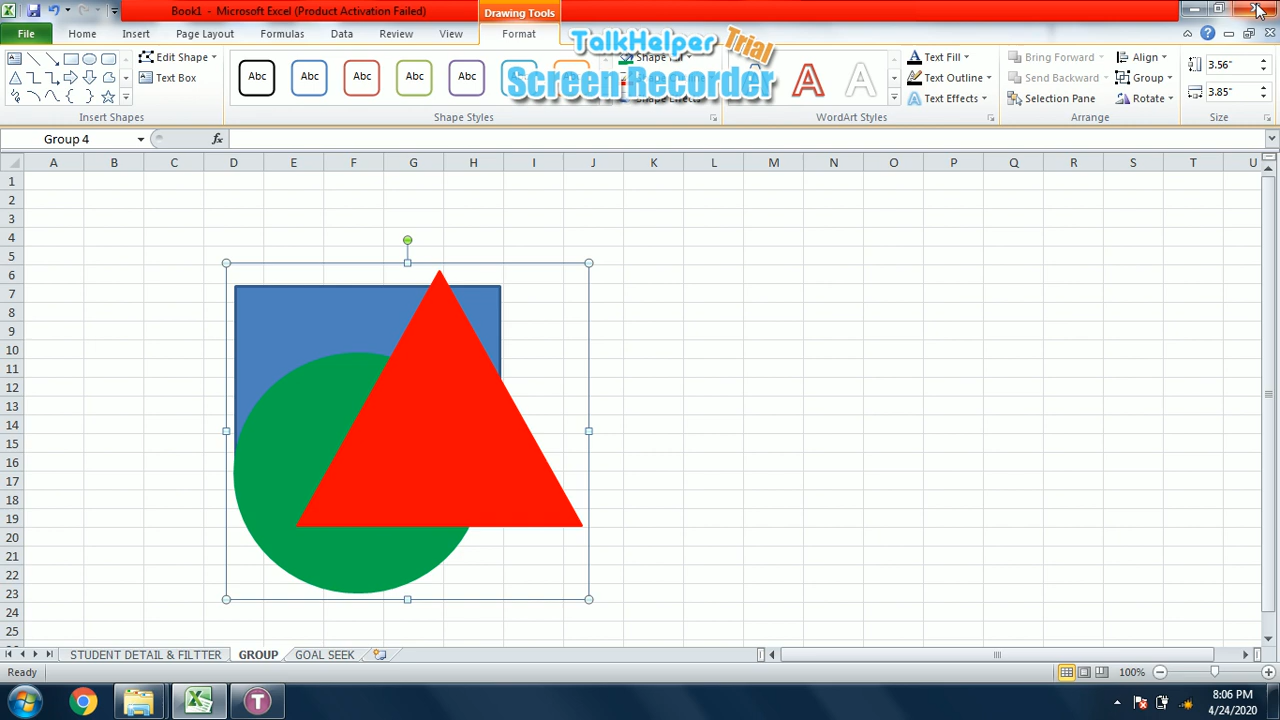 Book1 - Microsoft Excel (Product Activation Failed)
Drawing Tools
File Home Insert Page Layout Formulas Data Review View Format
TalkHelper Trial
Screen Recorder
Edit Shape
Text Box
Insert Shapes
Abc Abc Abc Abc Abc
Shape Fill
Shape Effects
Shape Styles
A A
Text Fill
Text Outline
Text Effects
WordArt Styles
Bring Forward
Send Backward
Selection Pane
Align
Group
Rotate
Arrange
3.56"
3.85"
Size
Group 4
fx
A B C D E F G H I J K L M N O P Q R S T U
1
2
3
4
5
6
7
8
9
10
11
12
13
14
15
16
17
18
19
20
21
22
23
24
25
STUDENT DETAIL & FILTTER GROUP GOAL SEEK
Ready
100%
T
8:06 PM
4/24/2020